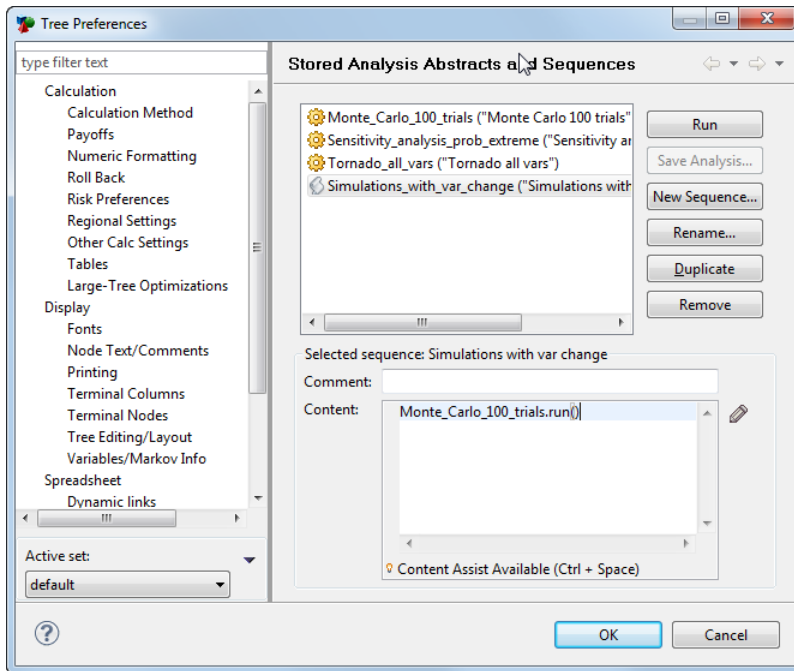 Tree Preferences
type filter text
Calculation
Calculation Method
Payoffs
Numeric Formatting
Roll Back
Risk Preferences
Regional Settings
Other Calc Settings
Tables
Large-Tree Optimizations
Display
Fonts
Node Text/Comments
Printing
Terminal Columns
Terminal Nodes
Tree Editing/Layout
Variables/Markov Info
Spreadsheet
Dynamic links
Active set:
default
Stored Analysis Abstracts and Sequences
Monte_Carlo_100_trials ("Monte Carlo 100 trials"
Sensitivity_analysis_prob_extreme ("Sensitivity ar
Tornado_all_vars ("Tornado all vars")
Simulations_with_var_change ("Simulations with
Run
Save Analysis...
New Sequence...
Rename...
Duplicate
Remove
Selected sequence: Simulations with var change
Comment:
Content:
Monte_Carlo_100_trials.run()
Content Assist Available (Ctrl + Space)
OK
Cancel